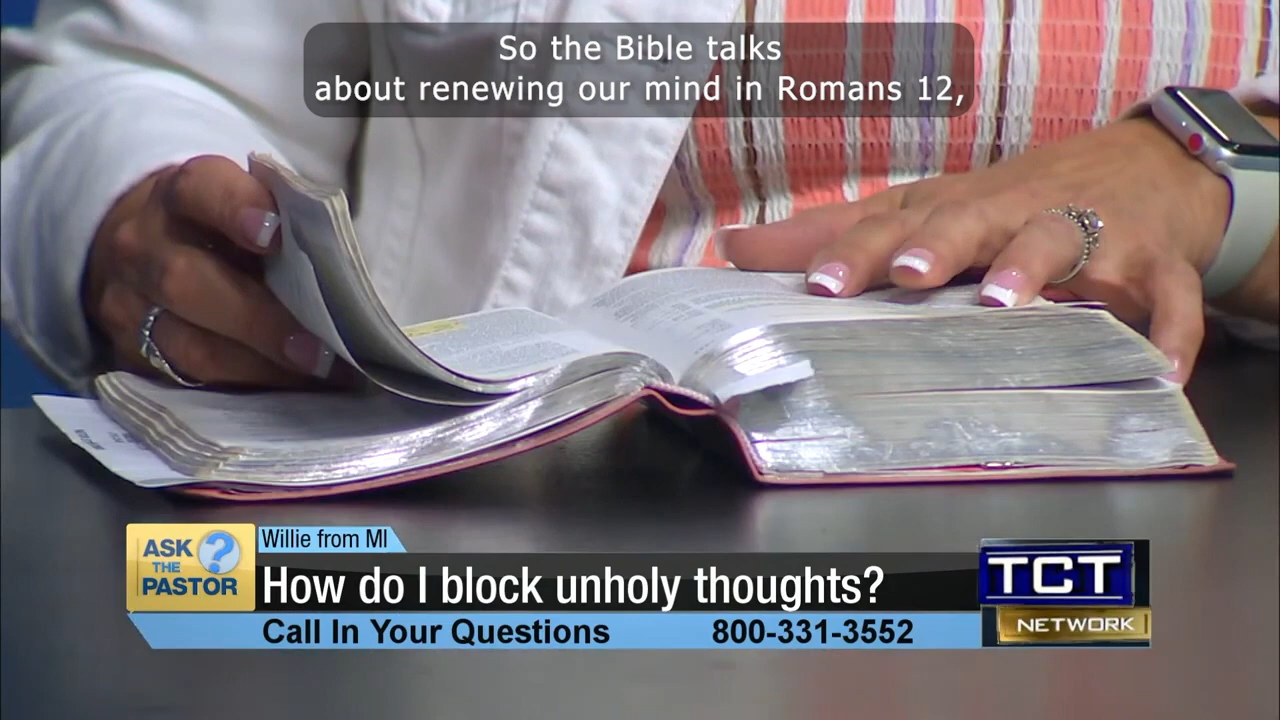 So the Bible talks
about renewing our mind in Romans 12,
ASK
THE
PASTOR
?
Willie from MI
How do I block unholy thoughts?
Call In Your Questions 800-331-3552
TCT
NETWORK